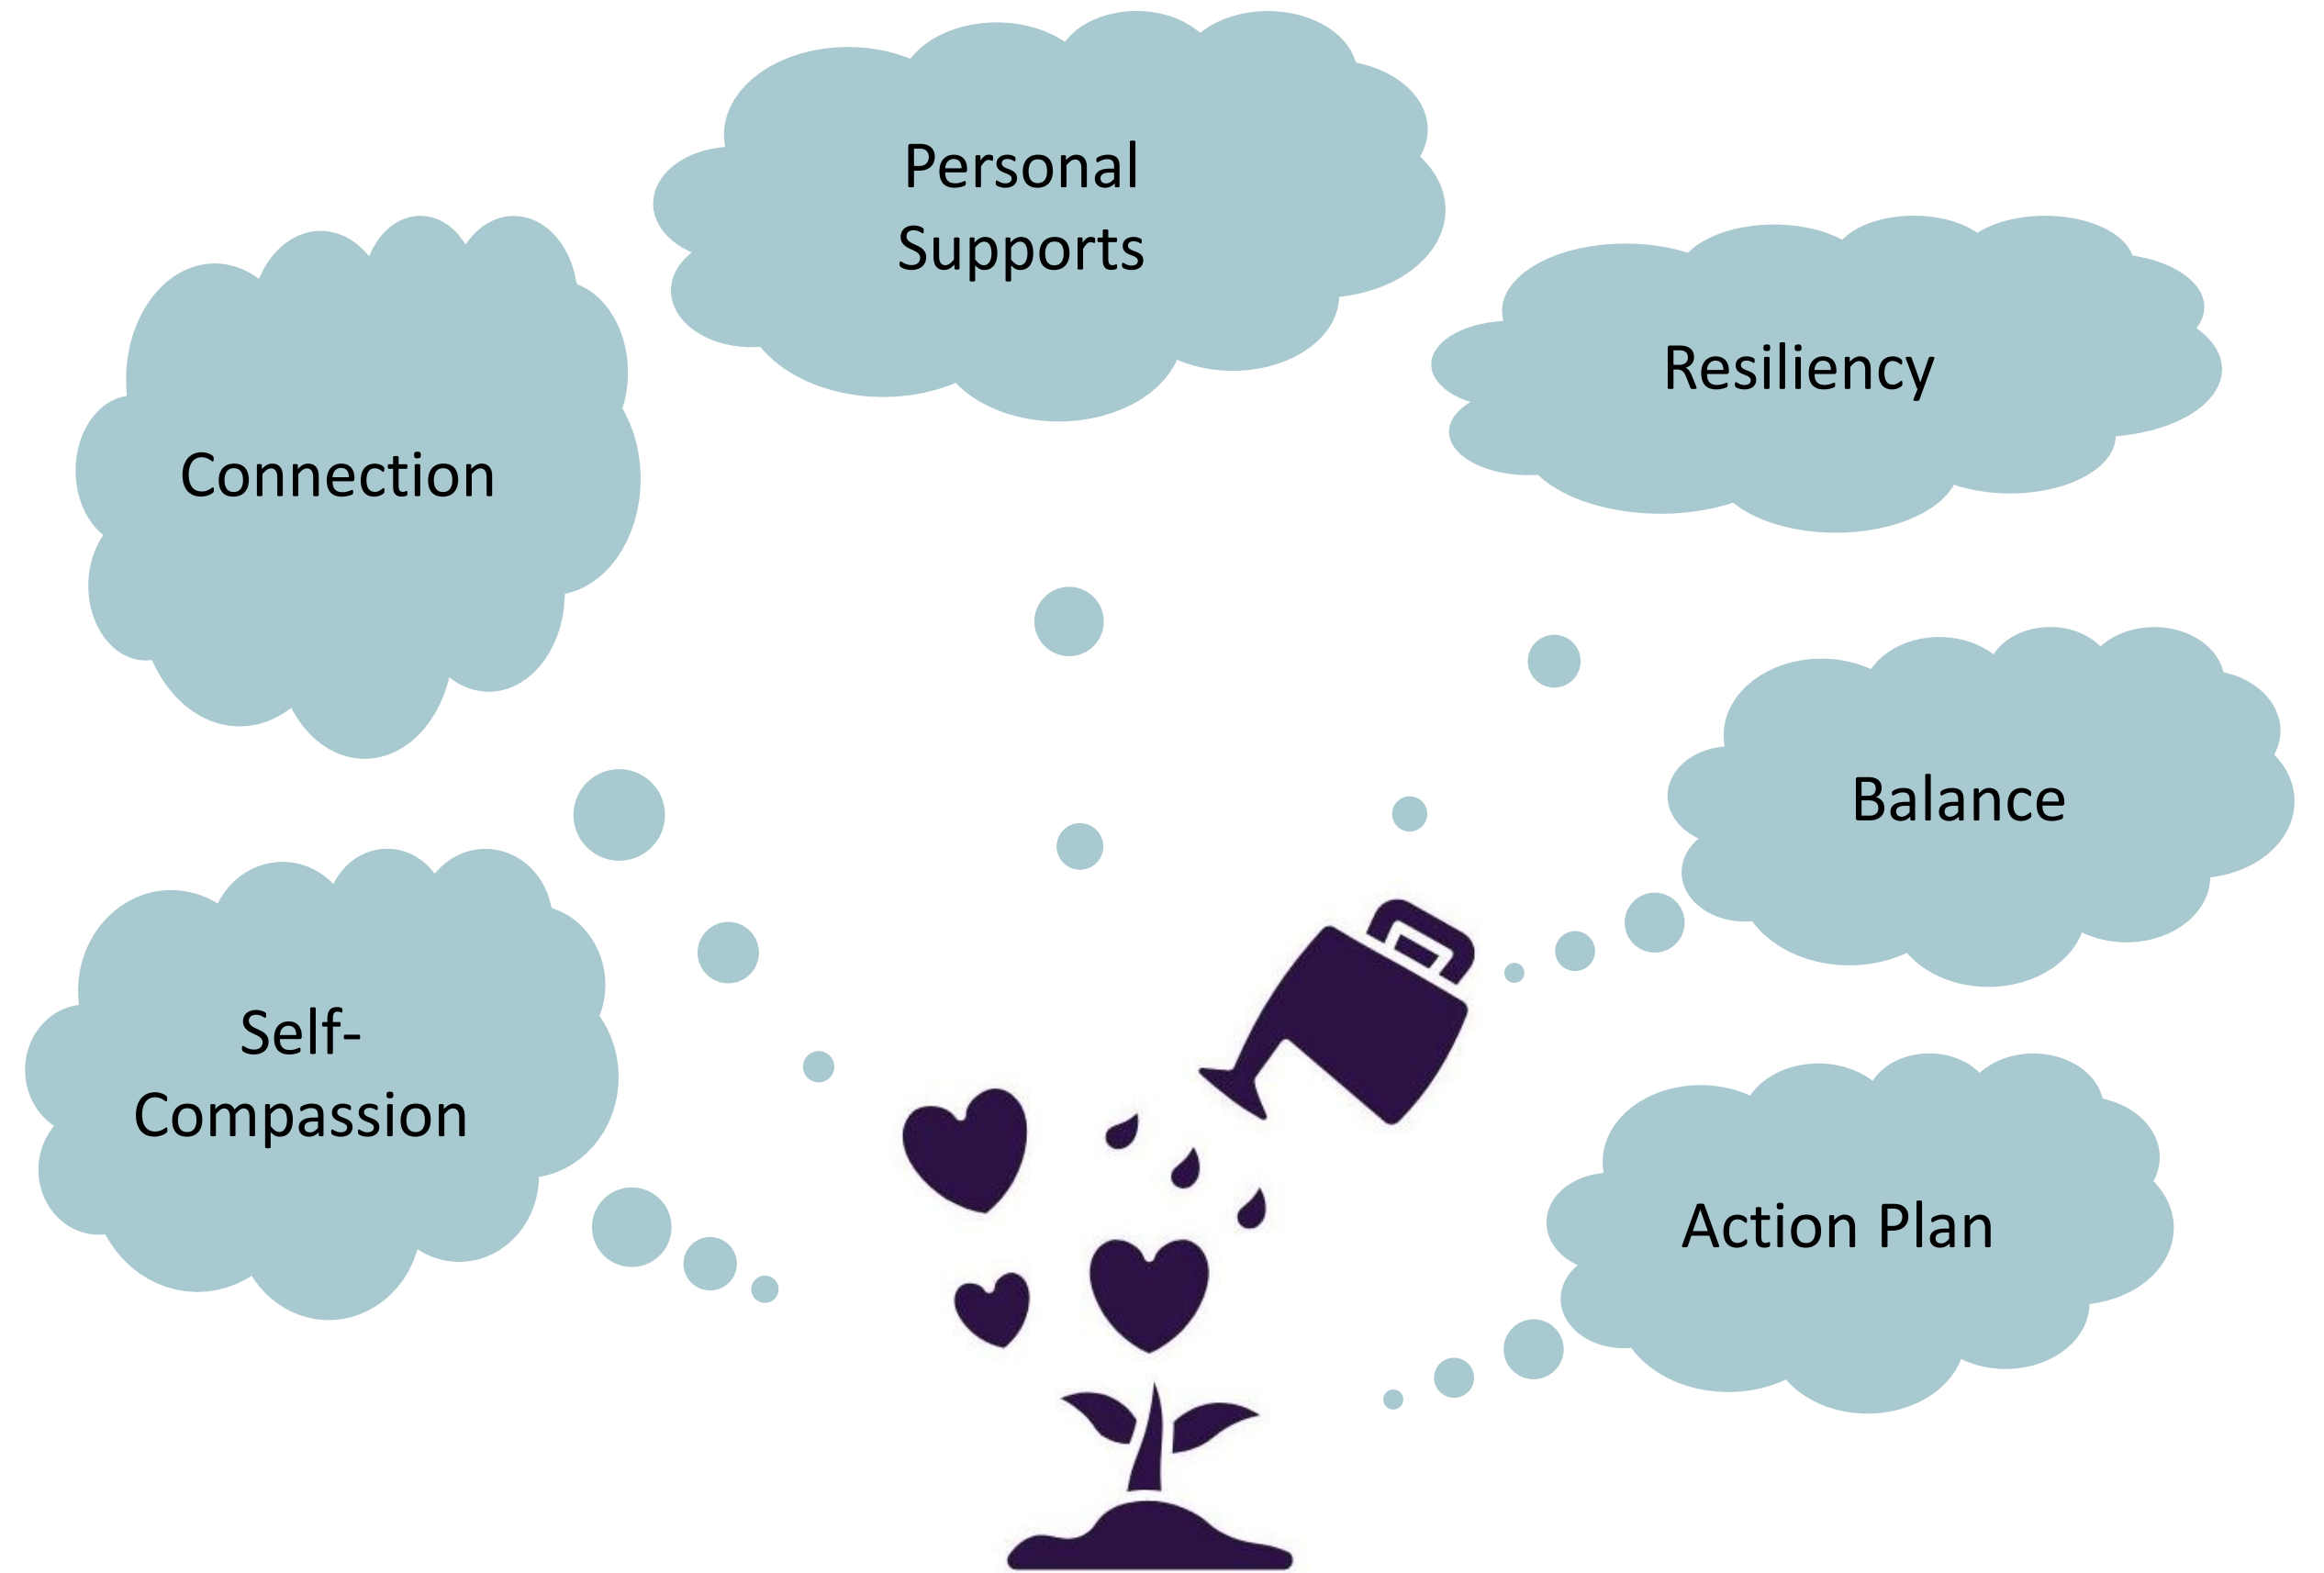 Personal
Supports
Connection
Resiliency
Balance
Self-
Compassion
Action Plan